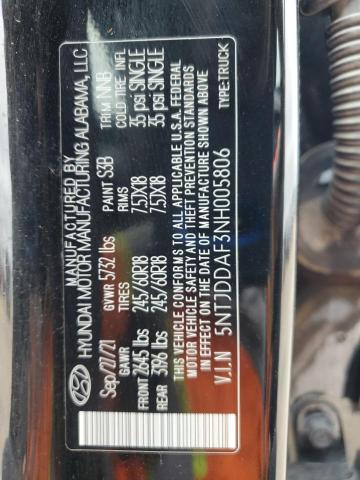 MANUFACTURED BY
HYUNDAI MOTOR MANUFACTURING ALABAMA, LLC
Sep/27/21 GVWR 5732 lbs PAINT S3B TRIM NNB
GAWR TIRES RIMS COLD TIRE INFL
FRONT 2645 lbs 245/60R18 7.5JX18 35 psi SINGLE
REAR 3196 lbs 245/60R18 7.5JX18 35 psi SINGLE
THIS VEHICLE CONFORMS TO ALL APPLICABLE U.S.A. FEDERAL
MOTOR VEHICLE SAFETY AND THEFT PREVENTION STANDARDS
IN EFFECT ON THE DATE OF MANUFACTURE SHOWN ABOVE
V.I.N 5NTJDDAF3NH005806 TYPE:TRUCK